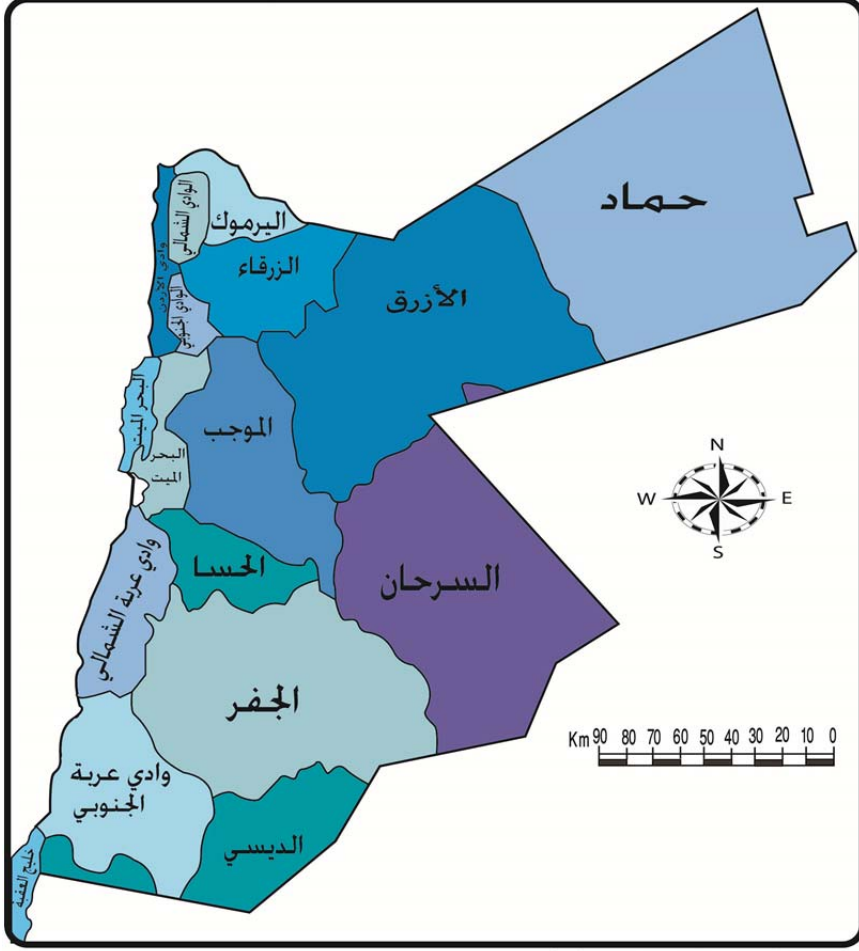 حماد
الوادي الشمالي
اليرموك
وادي الأردن
الزرقاء
الأزرق
الوادي الجنوبي
البحر الميت
الموجب
البحر
الميت
N
W
E
S
وادي عربة الشمالي
الحسا
السرحان
الجفر
Km 90 80 70 60 50 40 30 20 10 0
وادي عربة
الجنوبي
الديسي
خليج العقبة